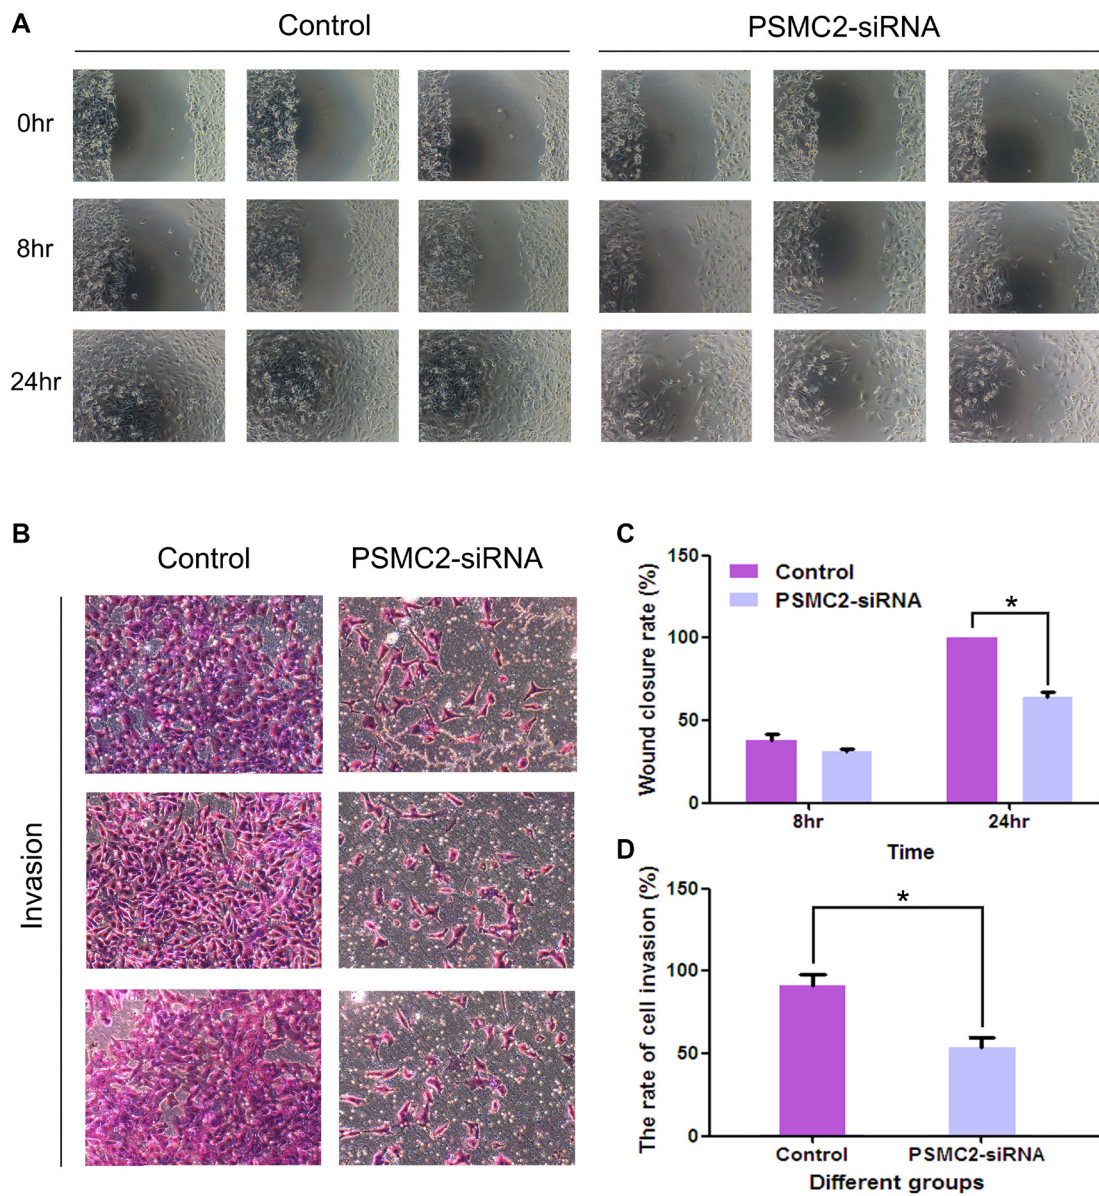 A
Control
PSMC2-siRNA
0hr
8hr
24hr
B
Control
PSMC2-siRNA
Invasion
C
Wound closure rate (%)
150
100
50
0
Control
PSMC2-siRNA
*
8hr
24hr
Time
D
The rate of cell invasion (%)
150
100
50
0
*
Control
PSMC2-siRNA
Different groups